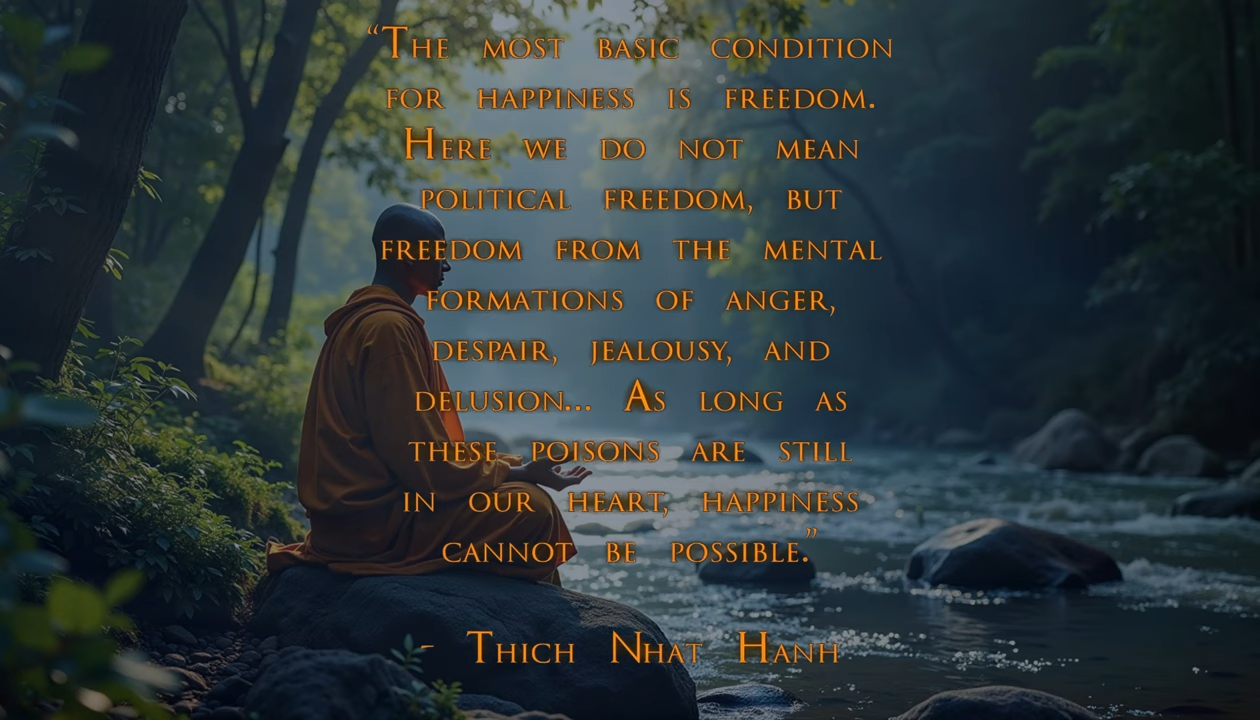 “The most basic condition
for happiness is freedom.
Here we do not mean
political freedom, but
freedom from the mental
formations of anger,
despair, jealousy, and
delusion... As long as
these poisons are still
in our heart, happiness
cannot be possible.”
- Thich Nhat Hanh